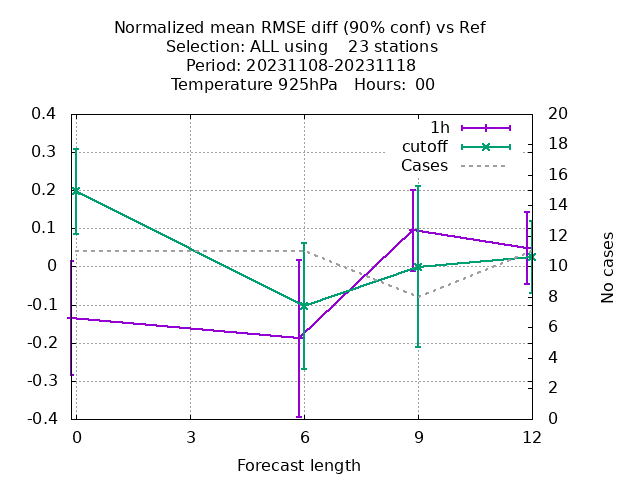 Normalized mean RMSE diff (90% conf) vs Ref
Selection: ALL using    23 stations
Period: 20231108-20231118
Temperature 925hPa   Hours:  00
0.4
0.3
0.2
0.1
0
-0.1
-0.2
-0.3
-0.4
1h
cutoff
Cases
20
18
16
14
12
10
8
6
4
2
0
No cases
0 3 6 9 12
Forecast length